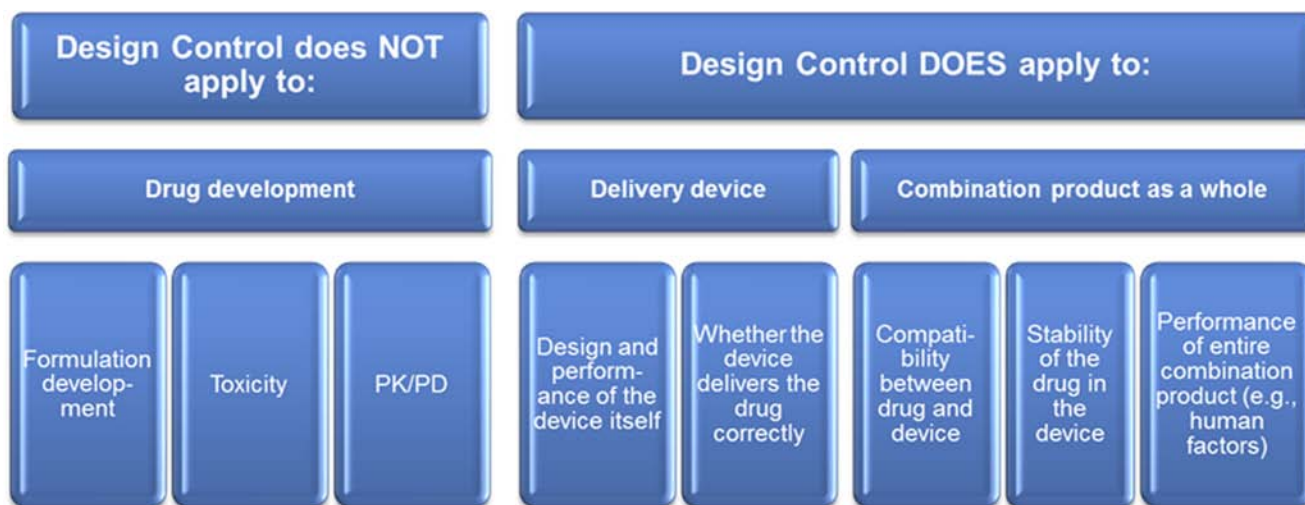 Design Control does NOT
apply to:
Design Control DOES apply to:
Drug development
Delivery device
Combination product as a whole
Formulation
develop-
ment
Toxicity
PK/PD
Design and
perform-
ance of the
device itself
Whether the
device
delivers the
drug
correctly
Compati-
bility
between
drug and
device
Stability
of the
drug in
the
device
Performance
of entire
combination
product (e.g.,
human
factors)